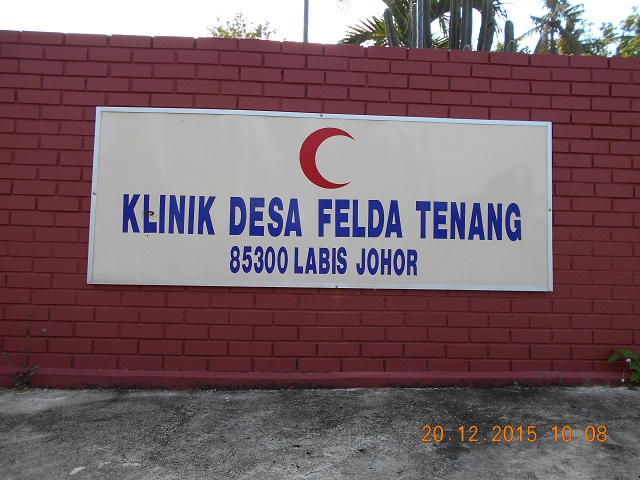 KLINIK DESA FELDA TENANG
85300 LABIS JOHOR
20.12.2015 10:08